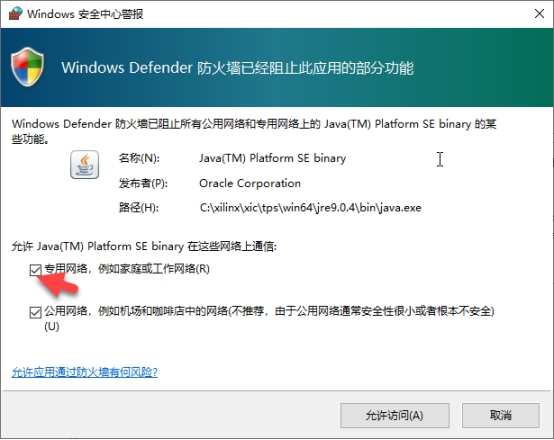 Windows 安全中心警报
Windows Defender 防火墙已经阻止此应用的部分功能
Windows Defender 防火墙已阻止所有公用网络和专用网络上的 Java(TM) Platform SE binary 的某
些功能。
名称(N): Java(TM) Platform SE binary
发布者(P): Oracle Corporation
路径(H): C:\xilinx\xic\tps\win64\jre9.0.4\bin\java.exe
允许 Java(TM) Platform SE binary 在这些网络上通信:
专用网络，例如家庭或工作网络(R)
公用网络，例如机场和咖啡店中的网络(不推荐，由于公用网络通常安全性很小或者根本不安全)
(U)
允许应用通过防火墙有何风险?
允许访问(A) 取消